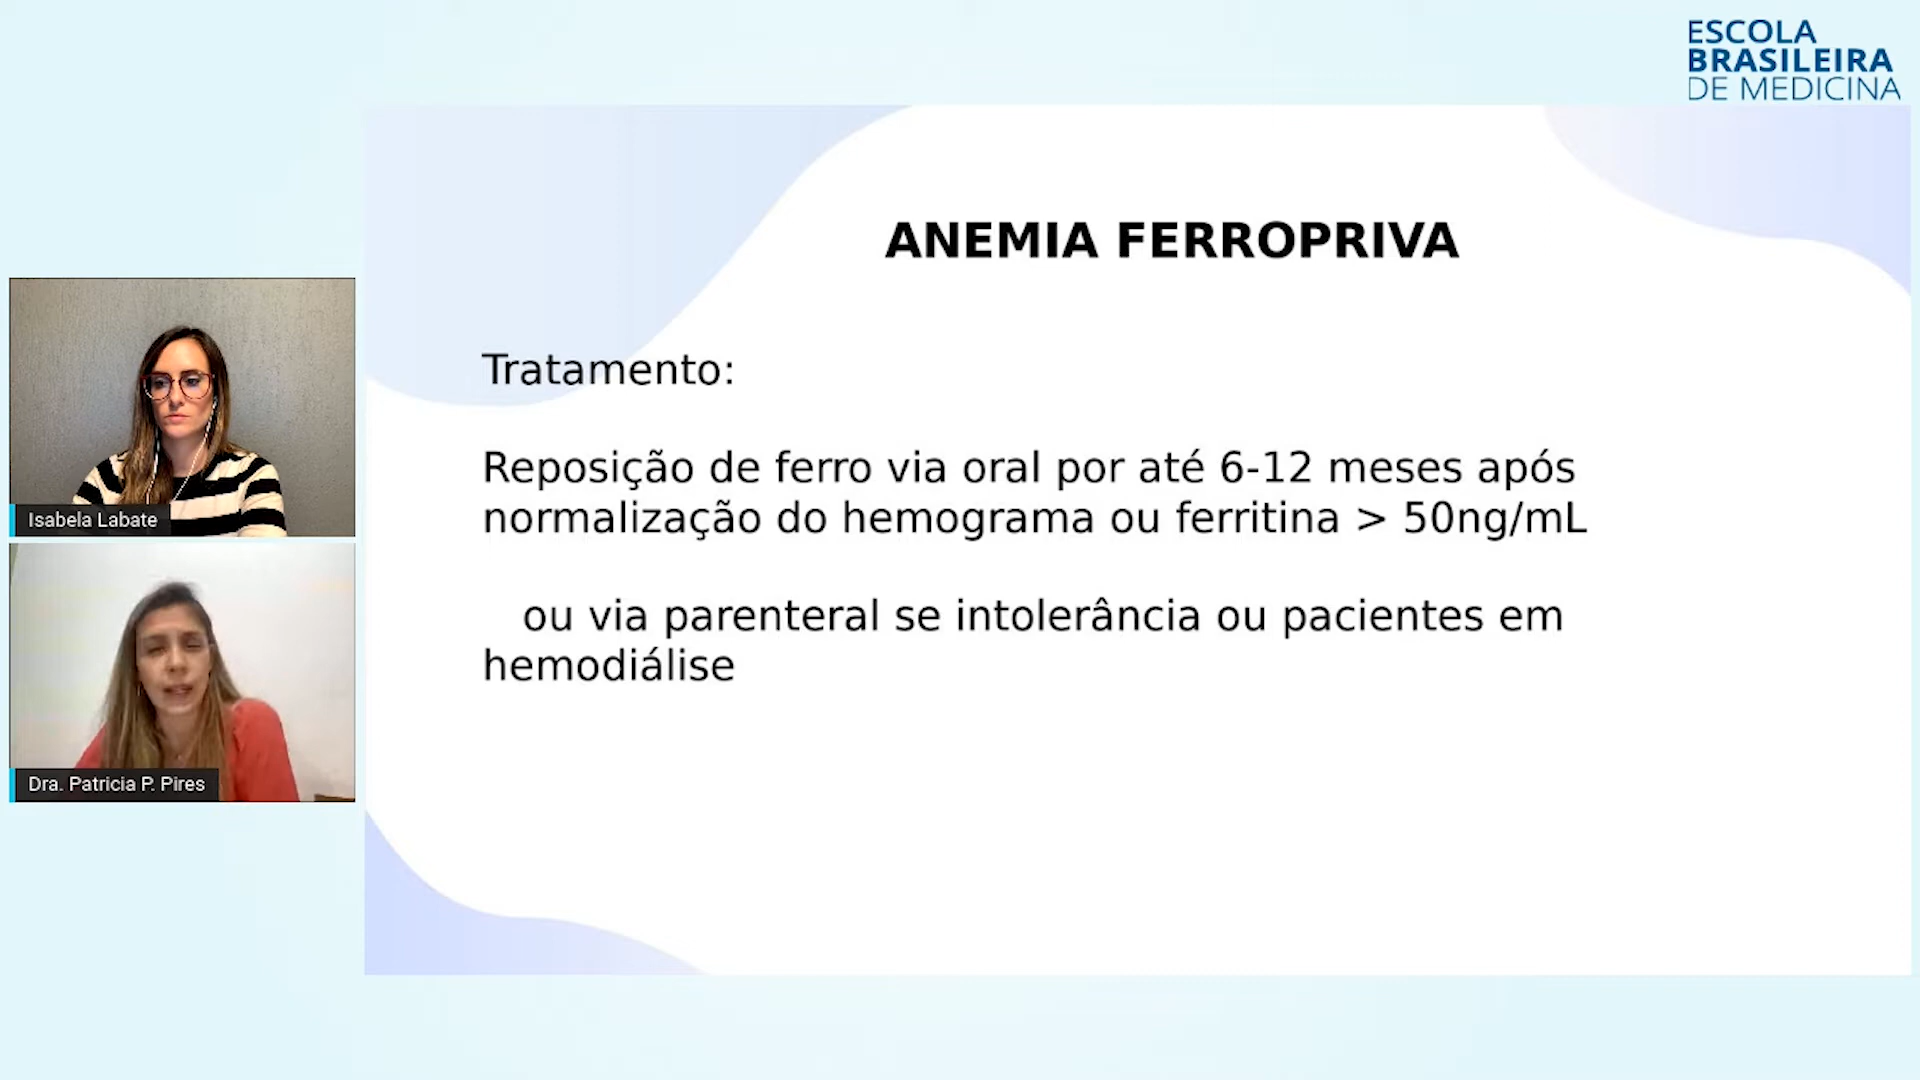 ESCOLA
BRASILEIRA
DE MEDICINA
ANEMIA FERROPRIVA
Tratamento:
Reposição de ferro via oral por até 6-12 meses após
normalização do hemograma ou ferritina > 50ng/mL
ou via parenteral se intolerância ou pacientes em
hemodiálise
Isabela Labate
Dra. Patricia P. Pires